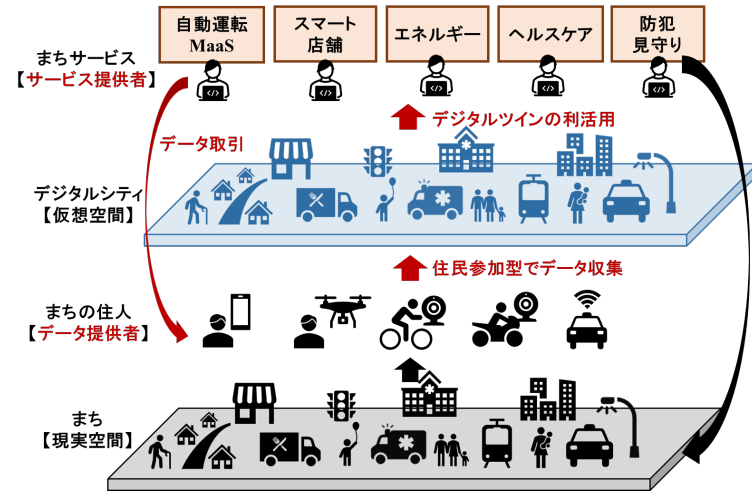 自動運転
MaaS
スマート
店舗
エネルギー
ヘルスケア
防犯
見守り
まちサービス
【サービス提供者】
データ取引
デジタルツインの利活用
デジタルシティ
【仮想空間】
住民参加型でデータ収集
まちの住人
【データ提供者】
まち
【現実空間】